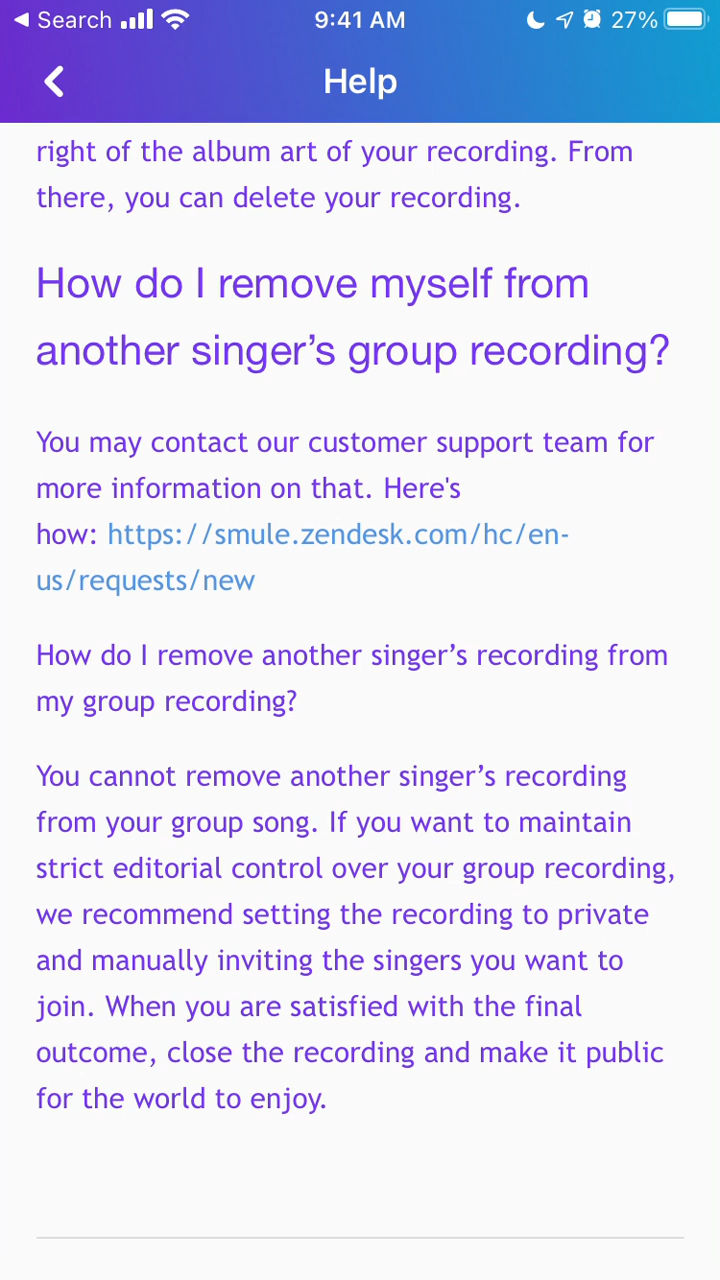 Search
9:41 AM
27%
Help
right of the album art of your recording. From
there, you can delete your recording.
How do I remove myself from
another singer’s group recording?
You may contact our customer support team for
more information on that. Here's
how: https://smule.zendesk.com/hc/en-
us/requests/new
How do I remove another singer’s recording from
my group recording?
You cannot remove another singer’s recording
from your group song. If you want to maintain
strict editorial control over your group recording,
we recommend setting the recording to private
and manually inviting the singers you want to
join. When you are satisfied with the final
outcome, close the recording and make it public
for the world to enjoy.